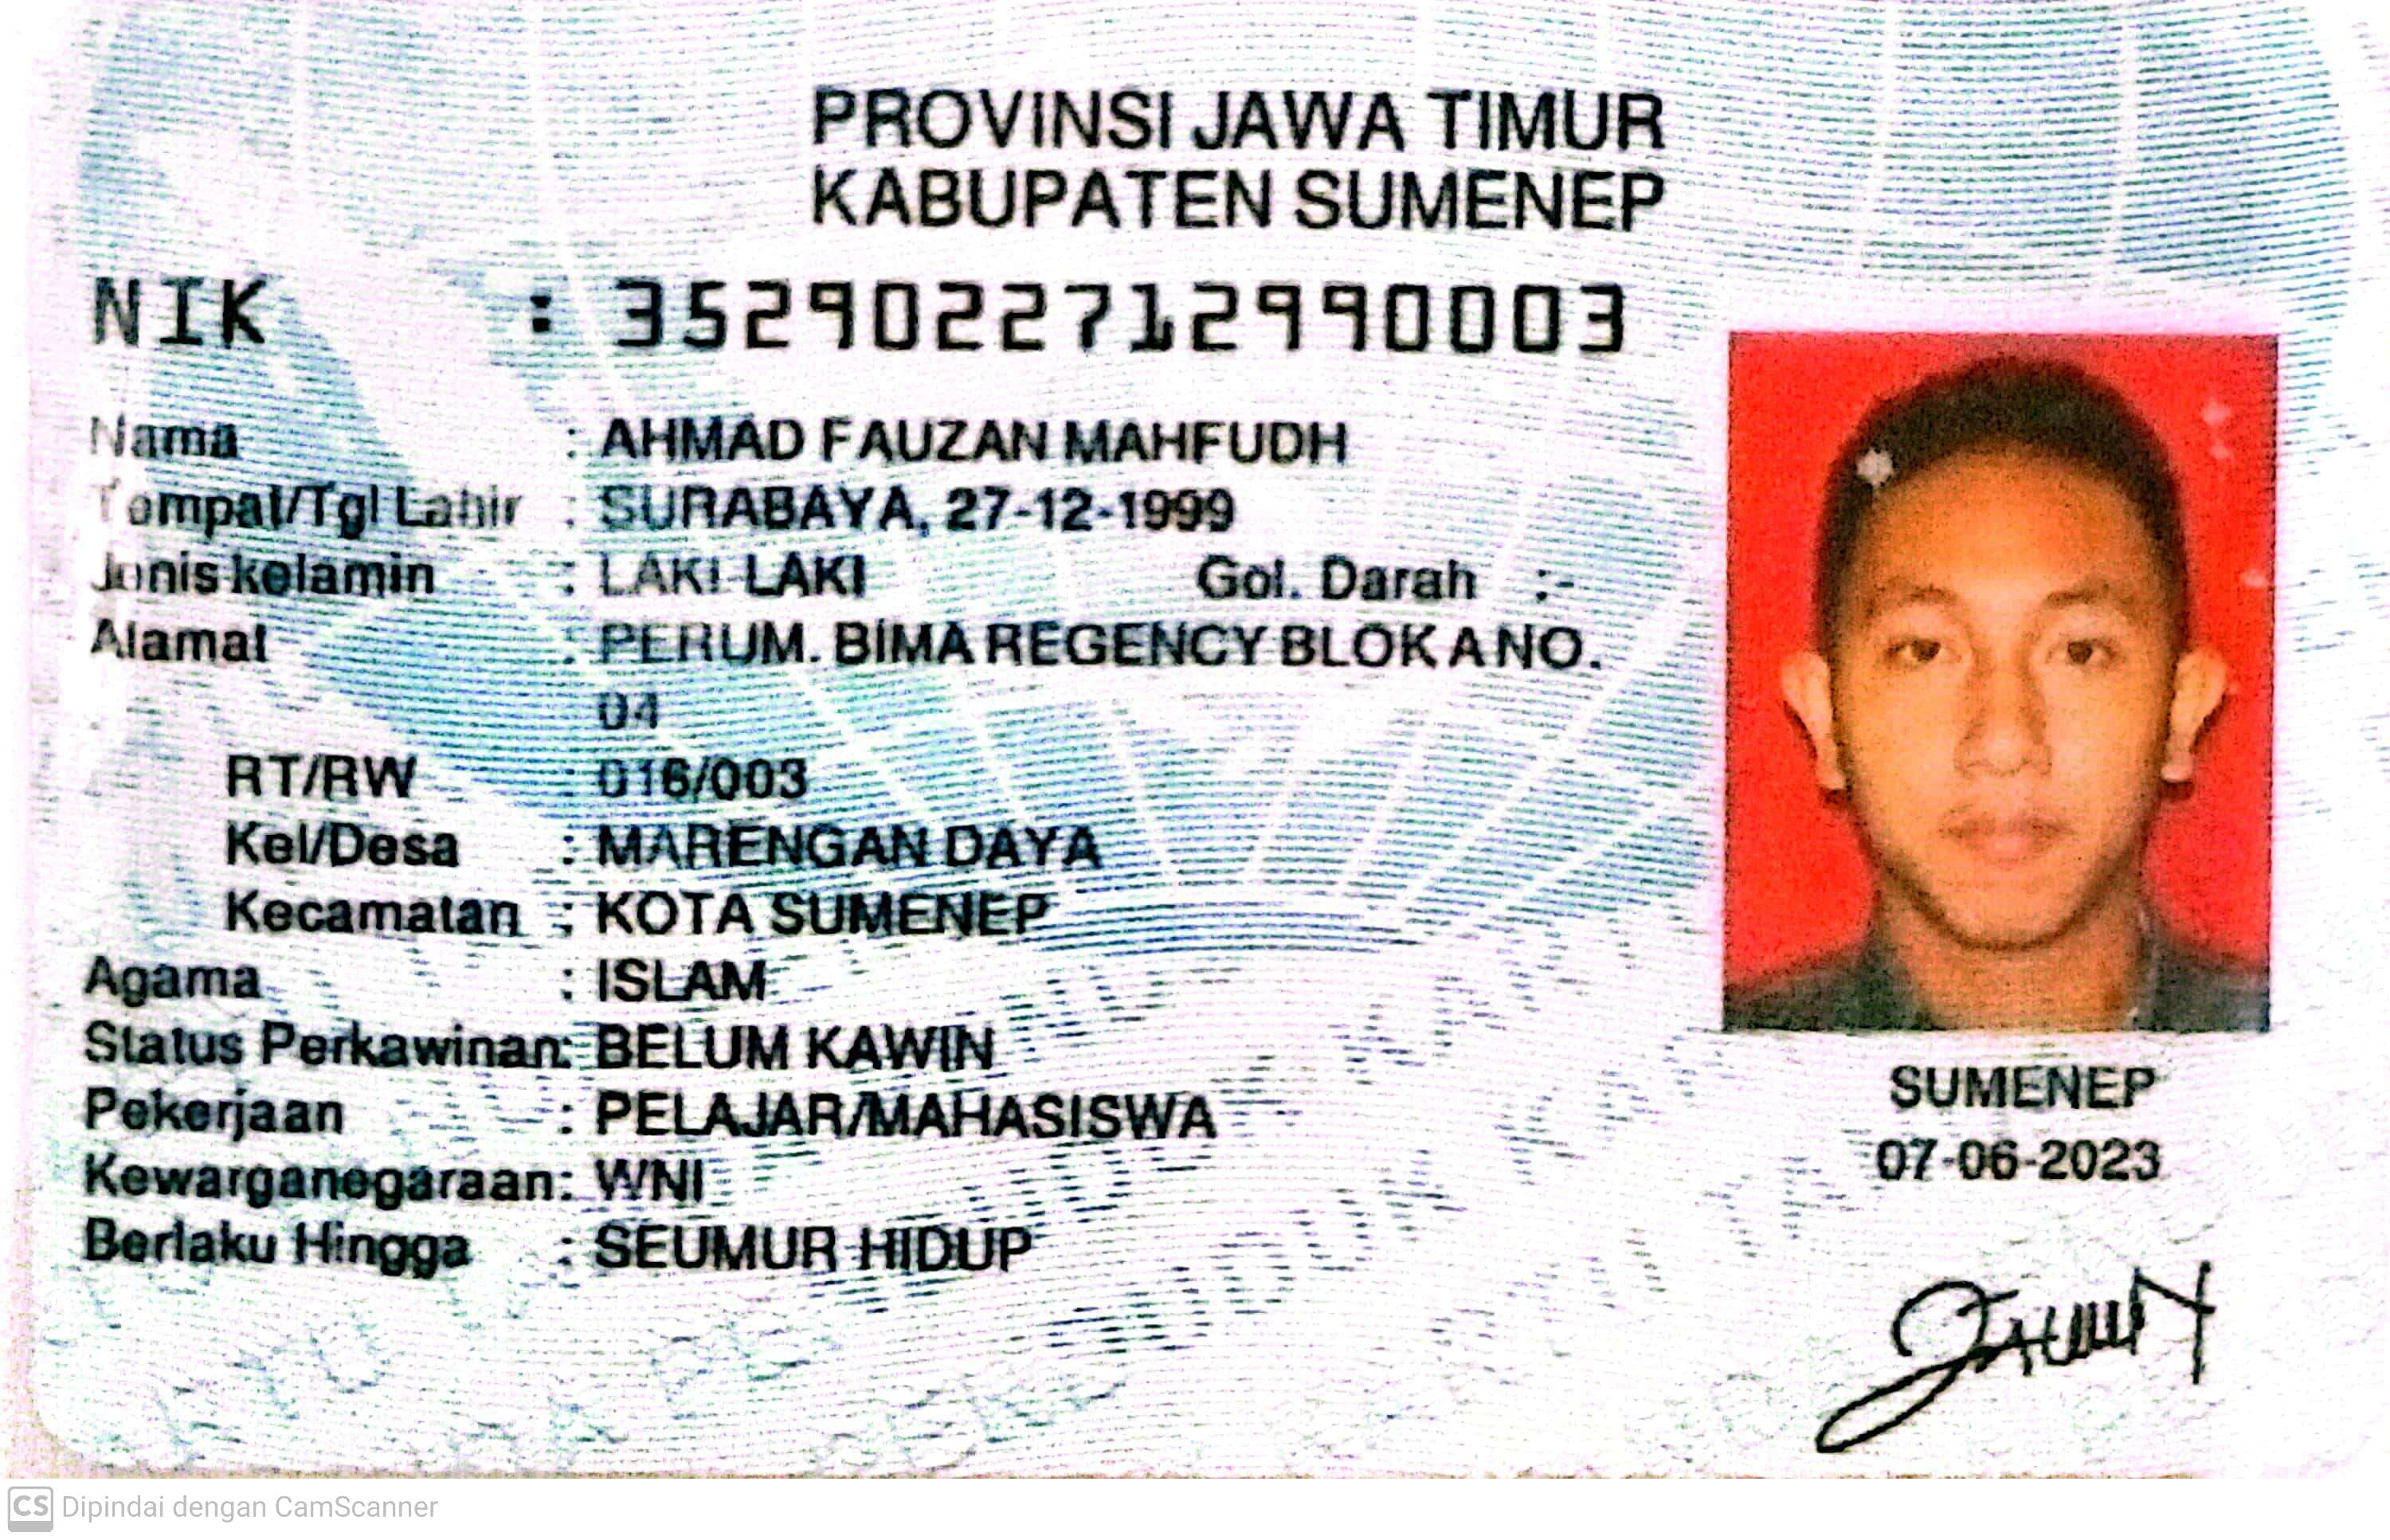 PROVINSI JAWA TIMUR
KABUPATEN SUMENEP
NIK : 3529022712990003
Nama : AHMAD FAUZAN MAHFUDH
Tempat/Tgl Lahir : SURABAYA, 27-12-1999
Jenis kelamin : LAKI-LAKI Gol. Darah :-
Alamat : PERUM. BIMA REGENCY BLOK A NO.
04
RT/RW : 016/003
Kel/Desa : MARENGAN DAYA
Kecamatan : KOTA SUMENEP
Agama : ISLAM
Status Perkawinan: BELUM KAWIN
Pekerjaan : PELAJAR/MAHASISWA
Kewarganegaraan: WNI
Berlaku Hingga : SEUMUR HIDUP
SUMENEP
07-06-2023
CS Dipindai dengan CamScanner